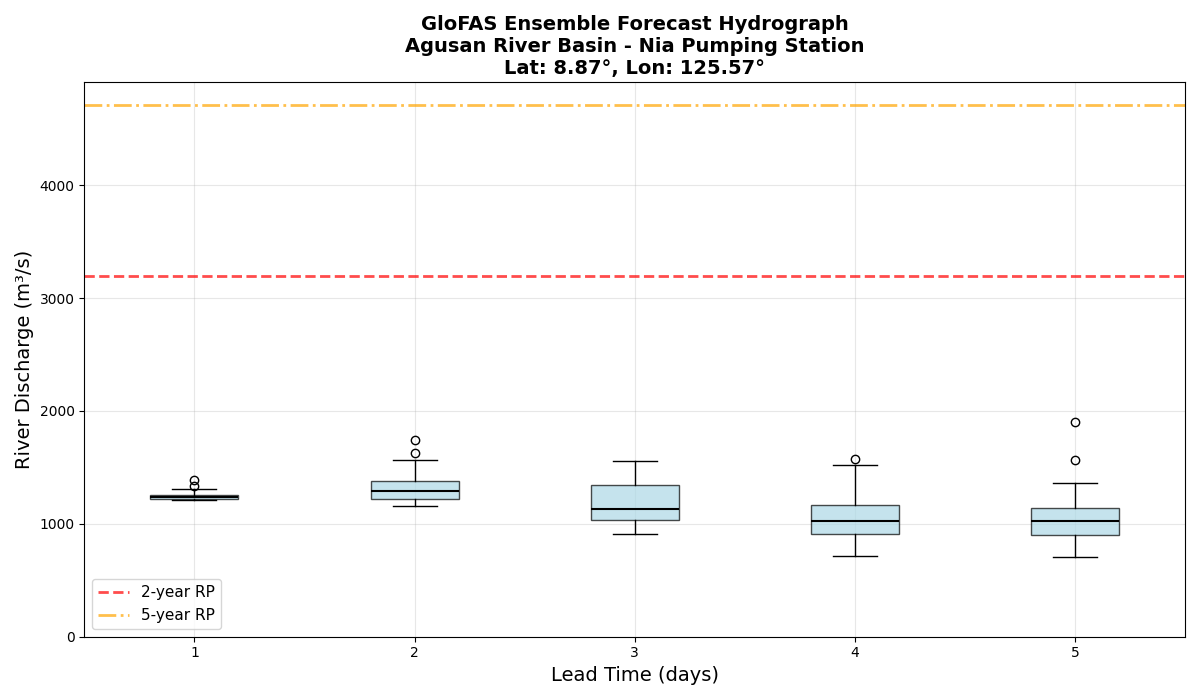 GloFAS Ensemble Forecast Hydrograph
Agusan River Basin - Nia Pumping Station
Lat: 8.87°, Lon: 125.57°
River Discharge (m³/s)
4000
3000
2000
1000
0
2-year RP
5-year RP
1 2 3 4 5
Lead Time (days)